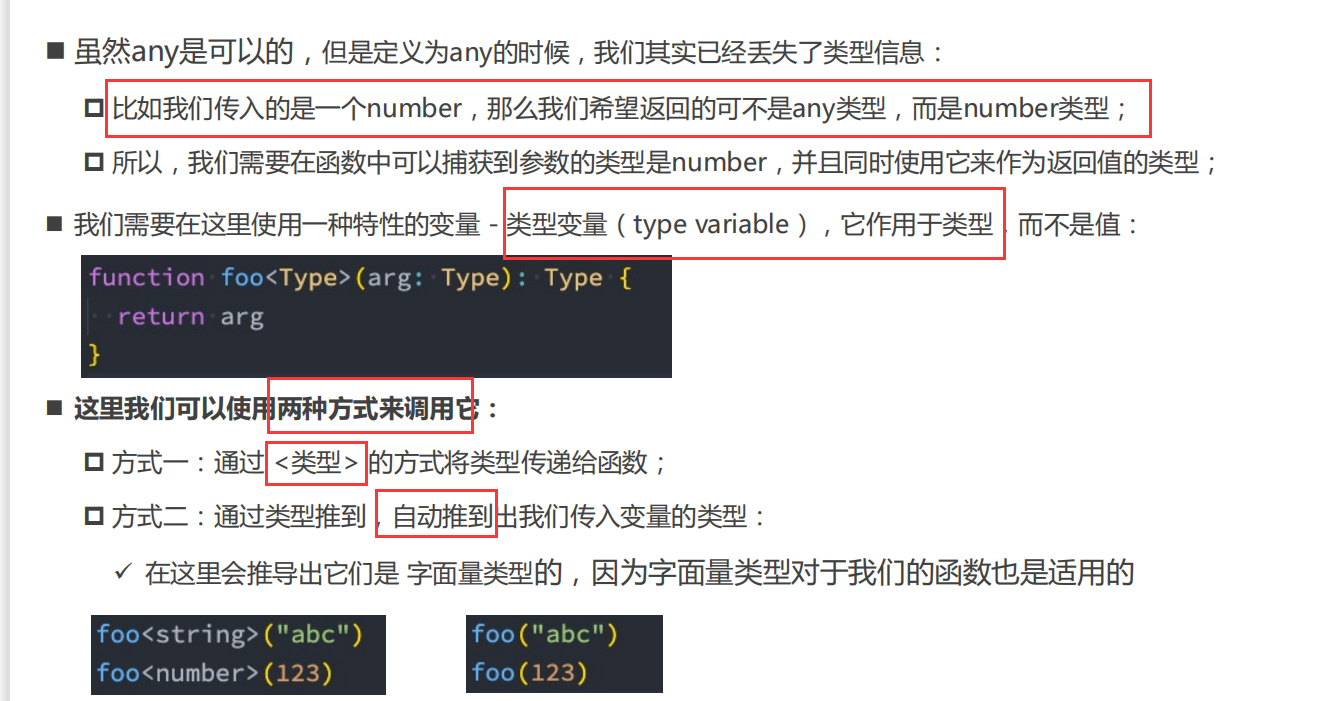 虽然any是可以的，但是定义为any的时候，我们其实已经丢失了类型信息：
比如我们传入的是一个number，那么我们希望返回的可不是any类型，而是number类型；
所以，我们需要在函数中可以捕获到参数的类型是number，并且同时使用它来作为返回值的类型；
我们需要在这里使用一种特性的变量 - 类型变量（type variable），它作用于类型，而不是值：
function foo<Type>(arg: Type): Type {
return arg
}
这里我们可以使用两种方式来调用它：
方式一：通过 <类型> 的方式将类型传递给函数；
方式二：通过类型推到，自动推到出我们传入变量的类型：
✓ 在这里会推导出它们是 字面量类型的，因为字面量类型对于我们的函数也是适用的
foo<string>("abc")
foo<number>(123)
foo("abc")
foo(123)